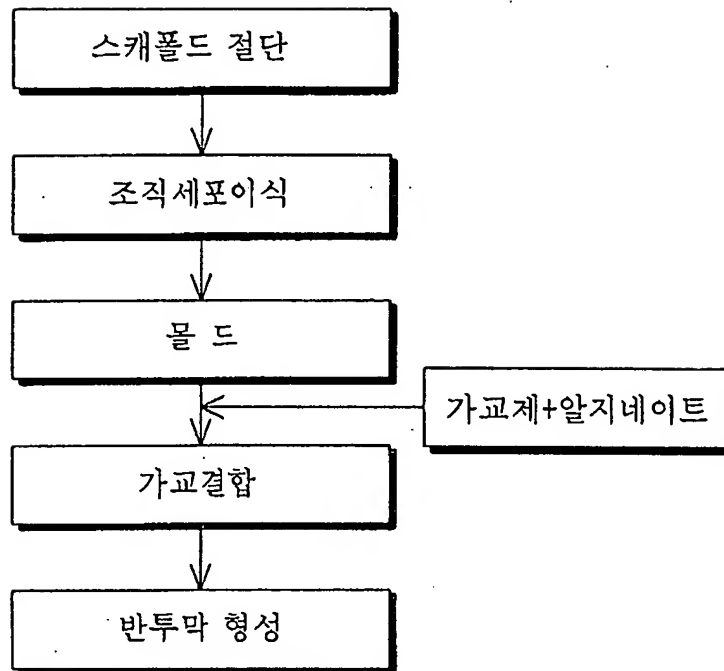 스캐폴드 절단
조직세포이식
몰 드
가교제+알지네이트
가교결합
반투막 형성